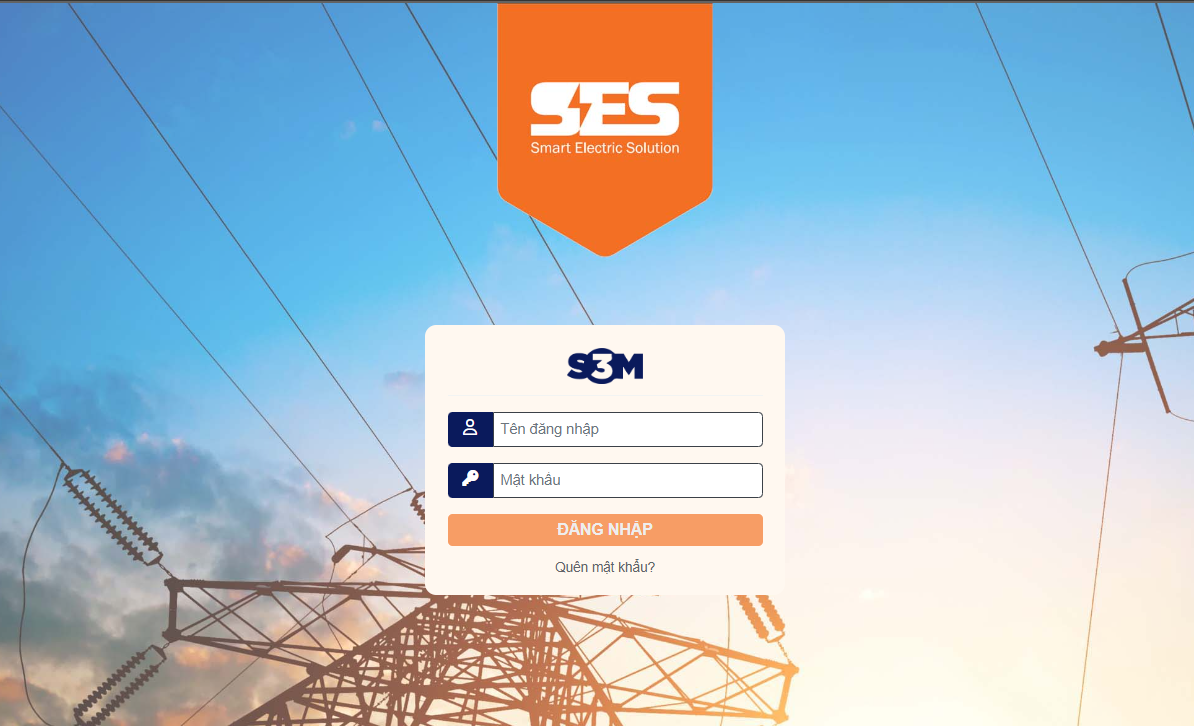 SES
Smart Electric Solution
S3M
Tên đăng nhập
Mật khẩu
ĐĂNG NHẬP
Quên mật khẩu?